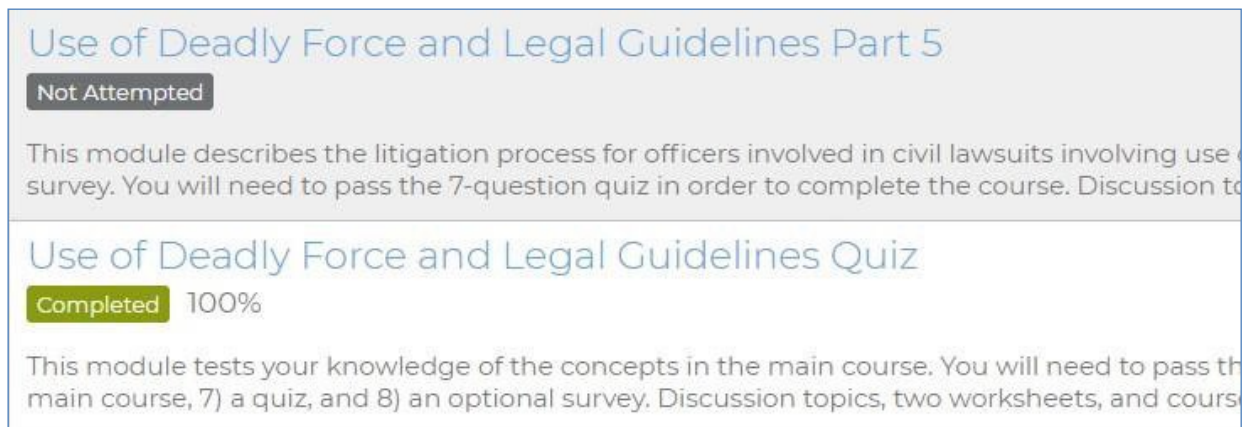 Use of Deadly Force and Legal Guidelines Part 5
Not Attempted
This module describes the litigation process for officers involved in civil lawsuits involving use
survey. You will need to pass the 7-question quiz in order to complete the course. Discussion
Use of Deadly Force and Legal Guidelines Quiz
Completed 100%
This module tests your knowledge of the concepts in the main course. You will need to pass
main course, 7) a quiz, and 8) an optional survey. Discussion topics, two worksheets, and